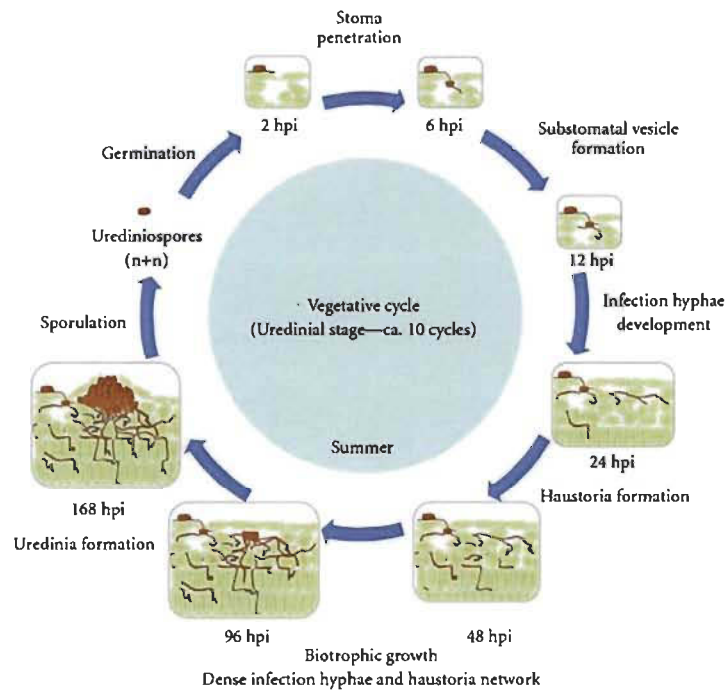 Stoma
penetration
2 hpi
6 hpi
Substomatal vesicle
formation
12 hpi
Infection hyphae
development
24 hpi
Haustoria formation
48 hpi
Biotrophic growth
Dense infection hyphae and haustoria network
96 hpi
Uredinia formation
168 hpi
Sporulation
Urediniospores
(n+n)
Germination
Vegetative cycle
(Uredinial stage—ca. 10 cycles)
Summer